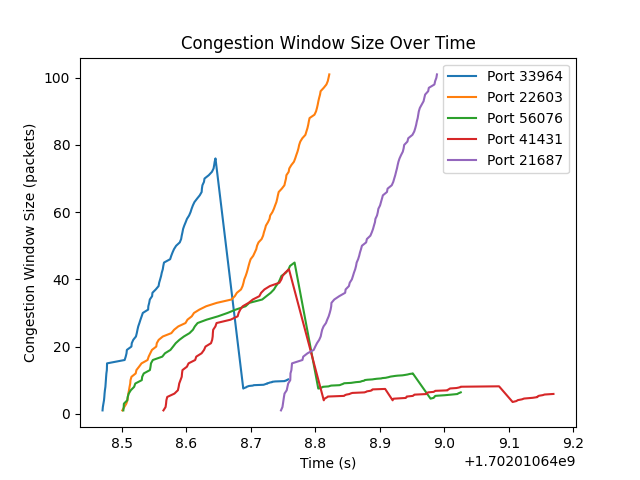 Congestion Window Size Over Time
Congestion Window Size (packets)
100
80
60
40
20
0
Port 33964
Port 22603
Port 56076
Port 41431
Port 21687
8.5 8.6 8.7 8.8 8.9 9.0 9.1 9.2
Time (s)
+1.70201064e9